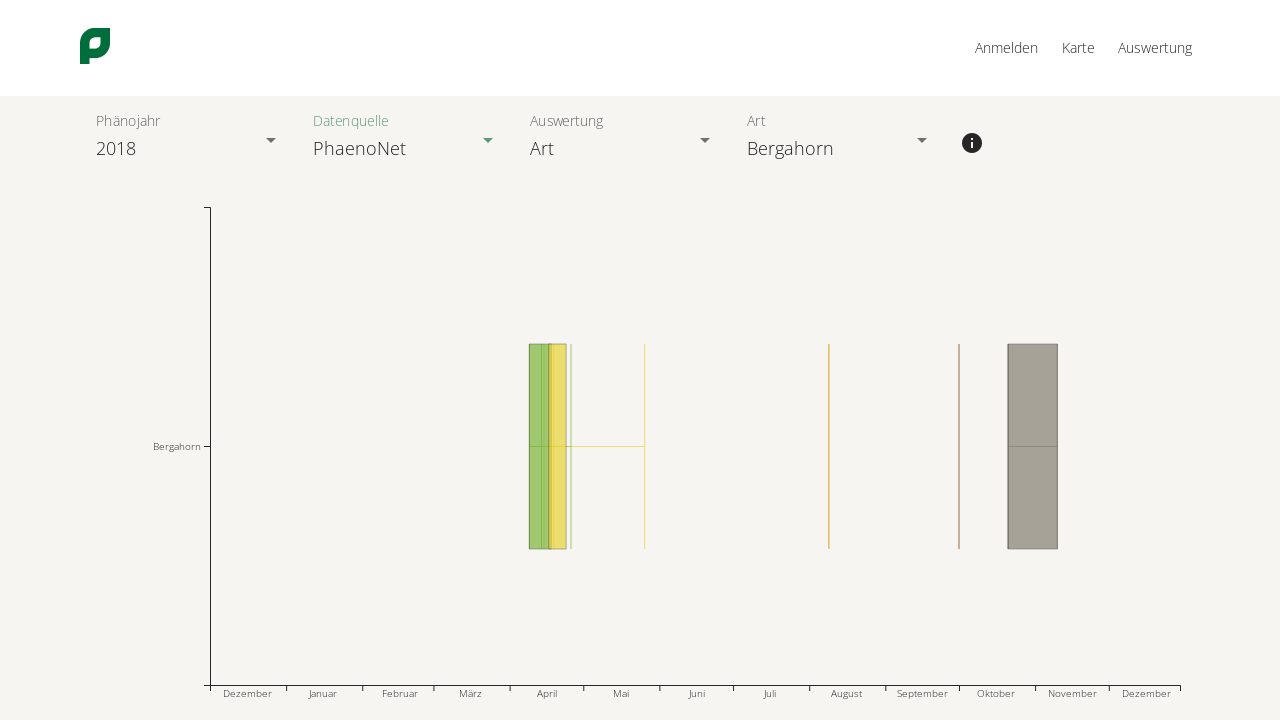 Anmelden Karte Auswertung
Phänojahr Datenquelle Auswertung Art
2018 PhaenoNet Art Bergahorn
Bergahorn
Dezember Januar Februar März April Mai Juni Juli August September Oktober November Dezember